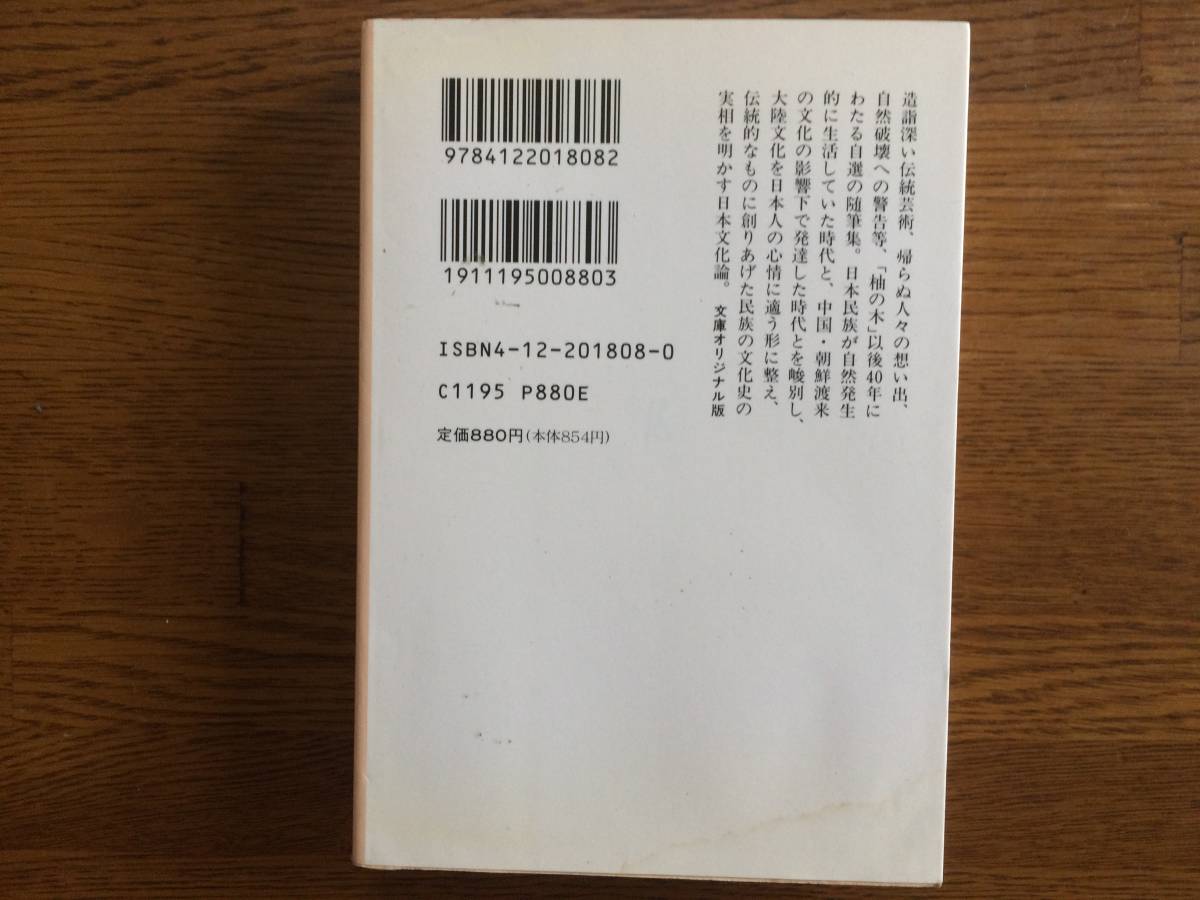 造詣深い伝統芸術、帰らぬ人々の想い出、
自然破壊への警告等、「柚の木」以後40年に
わたる自選の随筆集。日本民族が自然発生
的に生活していた時代と、中国・朝鮮渡来
の文化の影響下で発達した時代とを峻別し、
大陸文化を日本人の心情に適う形に整え、
伝統的なものに創りあげた民族の文化史の
実相を明かす日本文化論。
文庫オリジナル版
9784122018082
1911195008803
ISBN4-12-201808-0
C1195 P880E
定価880円(本体854円)